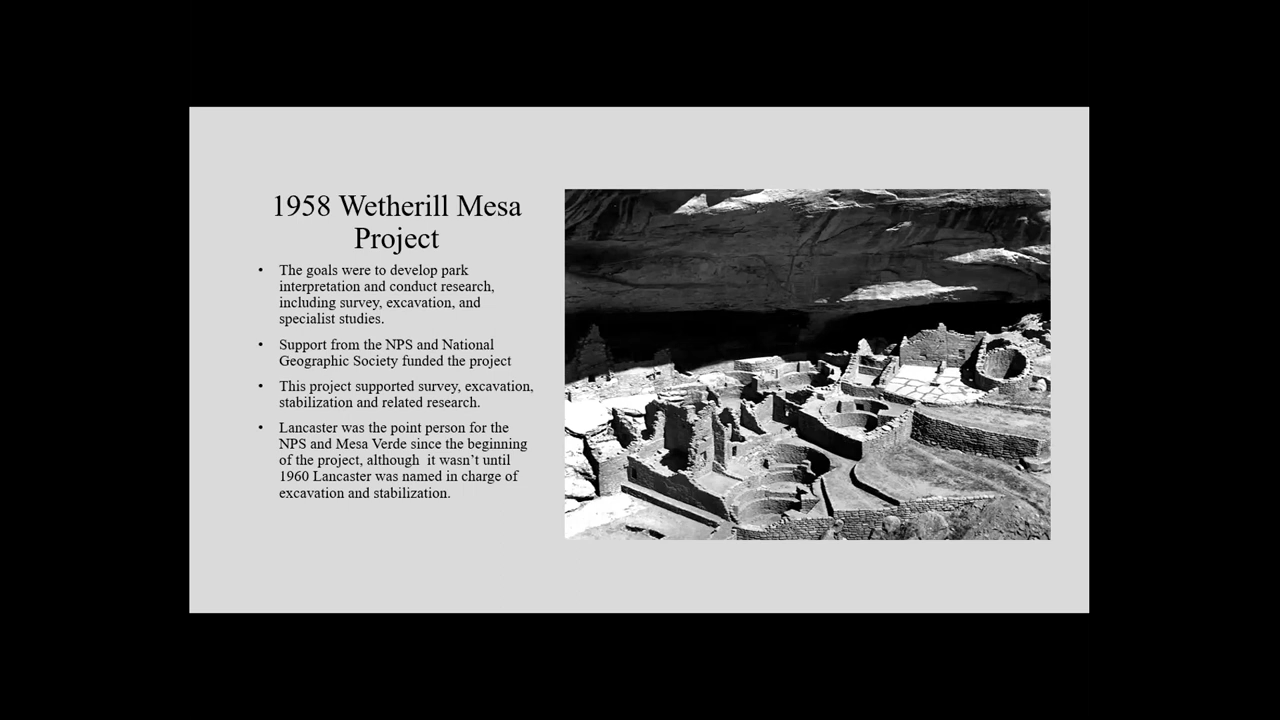 1958 Wetherill Mesa
Project
• The goals were to develop park
interpretation and conduct research,
including survey, excavation, and
specialist studies.
• Support from the NPS and National
Geographic Society funded the project
• This project supported survey, excavation,
stabilization and related research.
• Lancaster was the point person for the
NPS and Mesa Verde since the beginning
of the project, although  it wasn’t until
1960 Lancaster was named in charge of
excavation and stabilization.